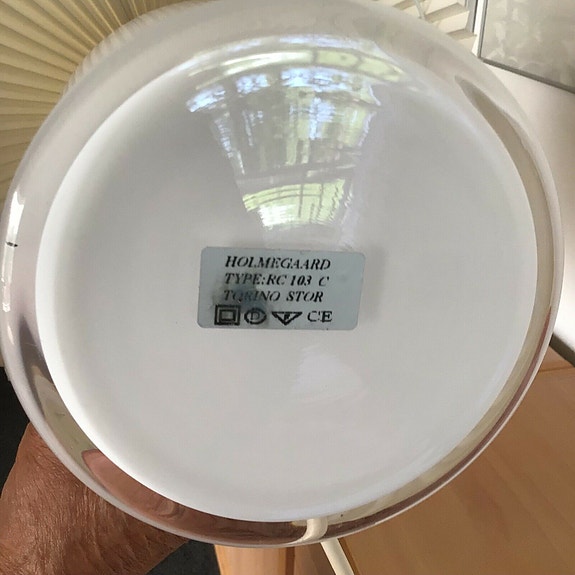 HOLMEGAARD
TYPE:RC 103 C
TORINO STOR
CE